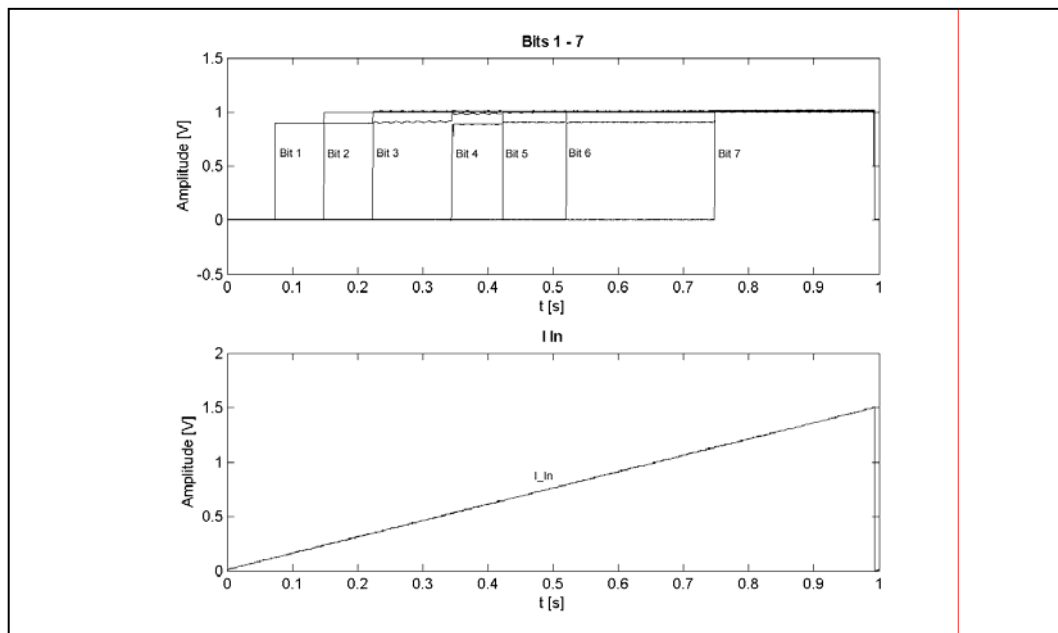 Bits 1 - 7
1.5
1
0.5
0
-0.5
Amplitude [V]
Bit 1 Bit 2 Bit 3 Bit 4 Bit 5 Bit 6 Bit 7
0 0.1 0.2 0.3 0.4 0.5 0.6 0.7 0.8 0.9 1
t [s]
I In
2
1.5
1
0.5
0
Amplitude [V]
I_In
0 0.1 0.2 0.3 0.4 0.5 0.6 0.7 0.8 0.9 1
t [s]